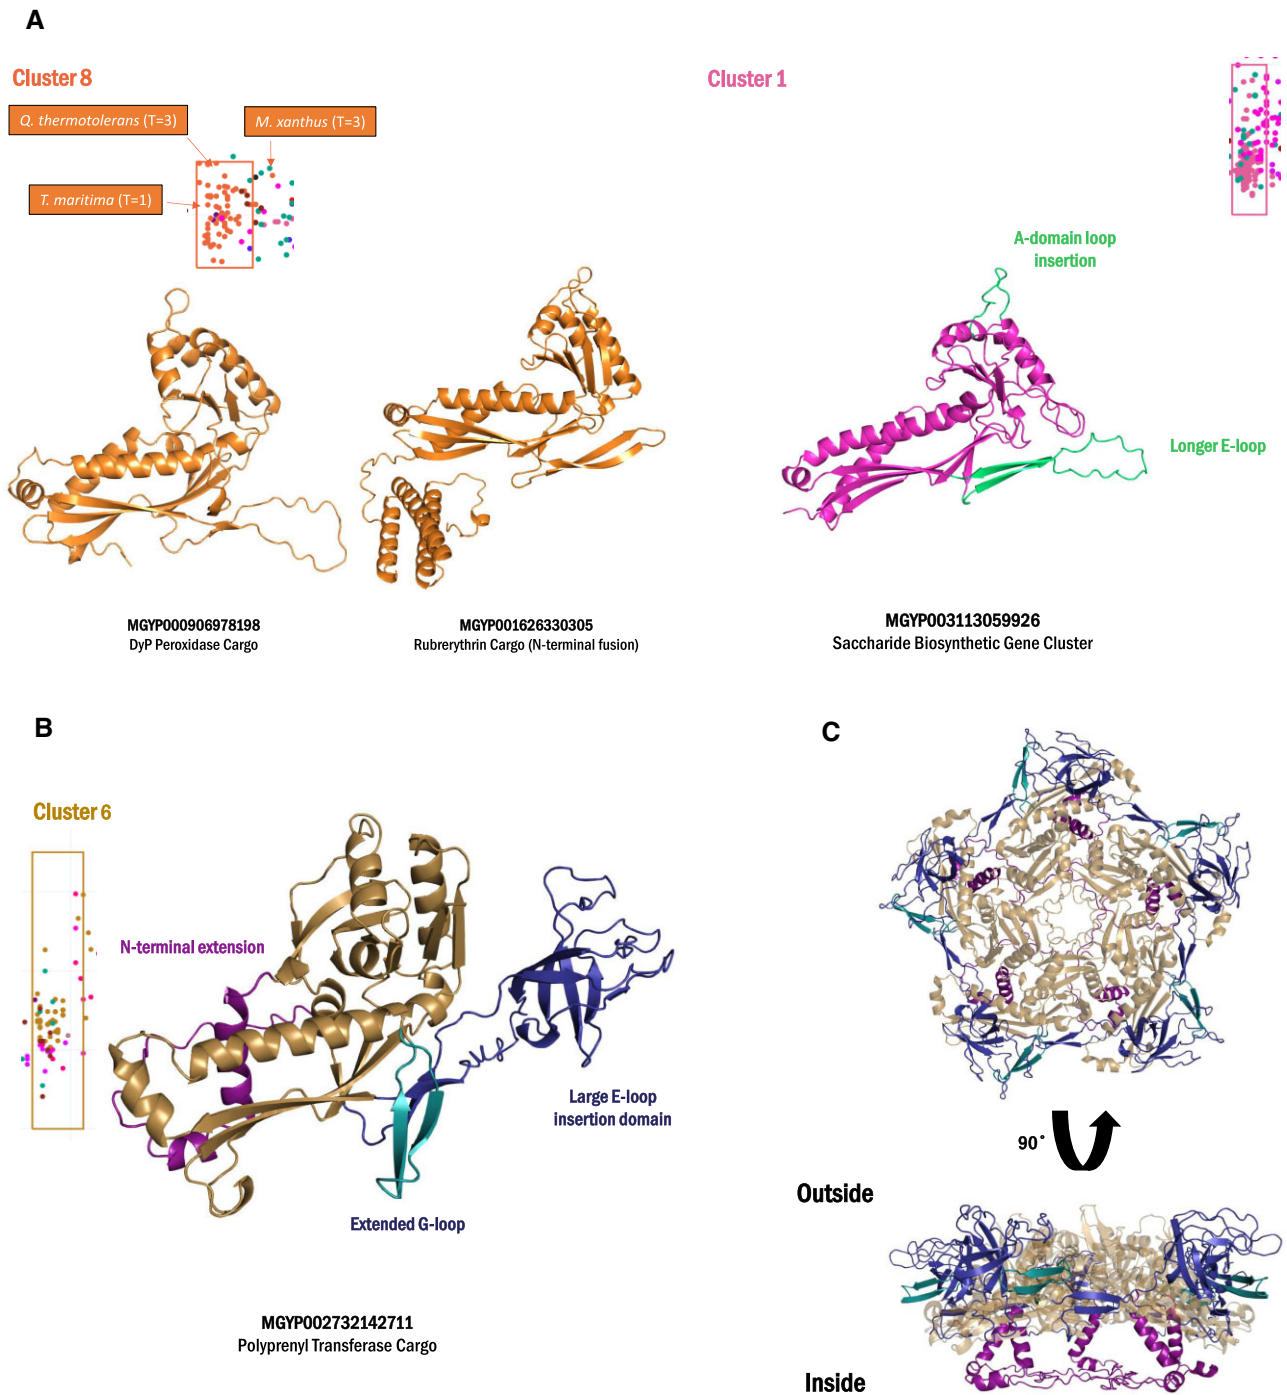 A
Cluster 8
Cluster 1
Q. thermotolerans (T=3)
M. xanthus (T=3)
T. maritima (T=1)
A-domain loop
insertion
Longer E-loop
MGYP000906978198
DyP Peroxidase Cargo
MGYP001626330305
Rubrerythrin Cargo (N-terminal fusion)
MGYP003113059926
Saccharide Biosynthetic Gene Cluster
B
C
Cluster 6
N-terminal extension
Large E-loop
insertion domain
Extended G-loop
MGYP002732142711
Polyprenyl Transferase Cargo
90°
Outside
Inside